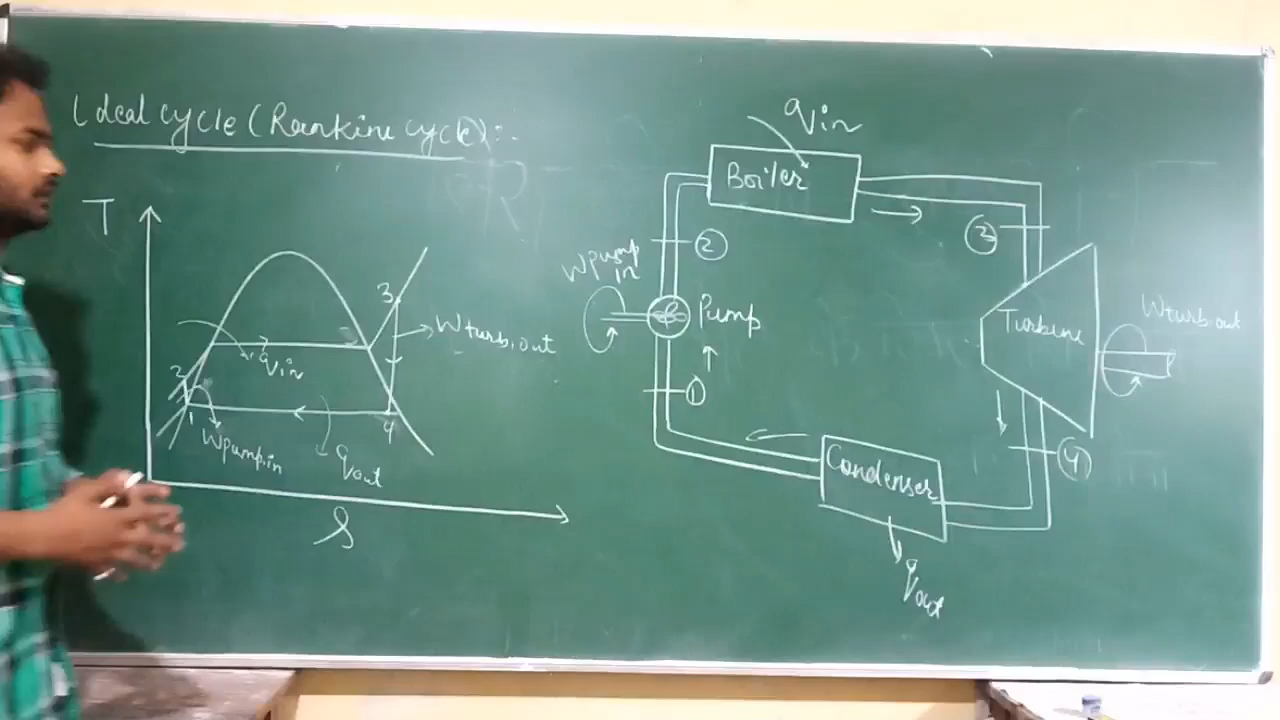 Ideal cycle (Rankine cycle):-
T
3
Wturb,out
qin
2
1
4
Wpump,in
qout
S
qin
Boiler
2
3
Wpump
in
Pump
Turbine
Wturb,out
1
Condenser
4
qout